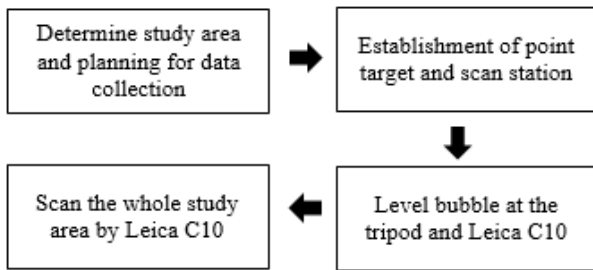 Determine study area
and planning for data
collection
Establishment of point
target and scan station
Level bubble at the
tripod and Leica C10
Scan the whole study
area by Leica C10